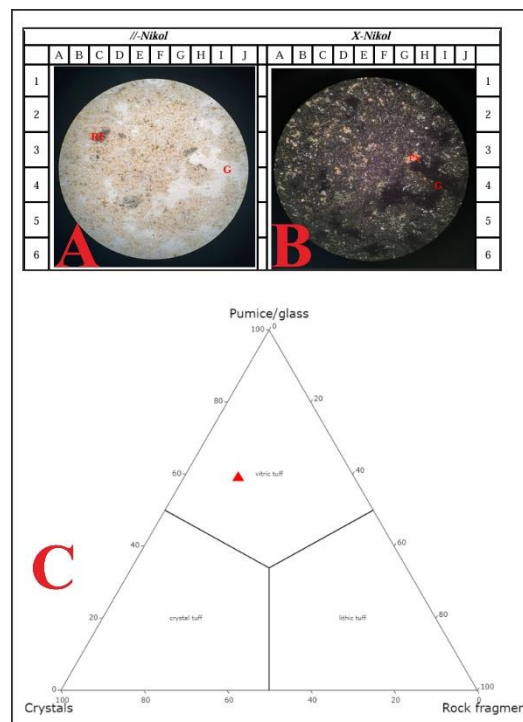 //-Nikol X-Nikol
A B C D E F G H I J A B C D E F G H I J
1 1
2 2
3 3
4 4
5 5
6 6
RF
G
G
A B
Pumice/glass
100 0
80 20
60 40
vitric tuff
40 60
C
20 80
crystal tuff lithic tuff
0 100
100 80 60 40 20 0
Crystals Rock fragmen